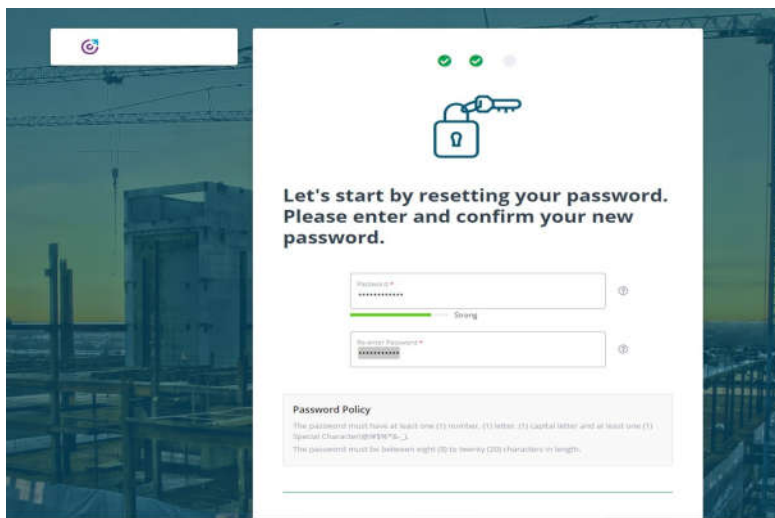 Let's start by resetting your password.
Please enter and confirm your new
password.
Password *
••••••••••••
Strong
Re-enter Password *
•••••••••••
Password Policy
The password must have at least one (1) number, (1) letter, (1) capital letter and at least one (1)
Special
The password must be between eight (8) to twenty (20) characters in length.